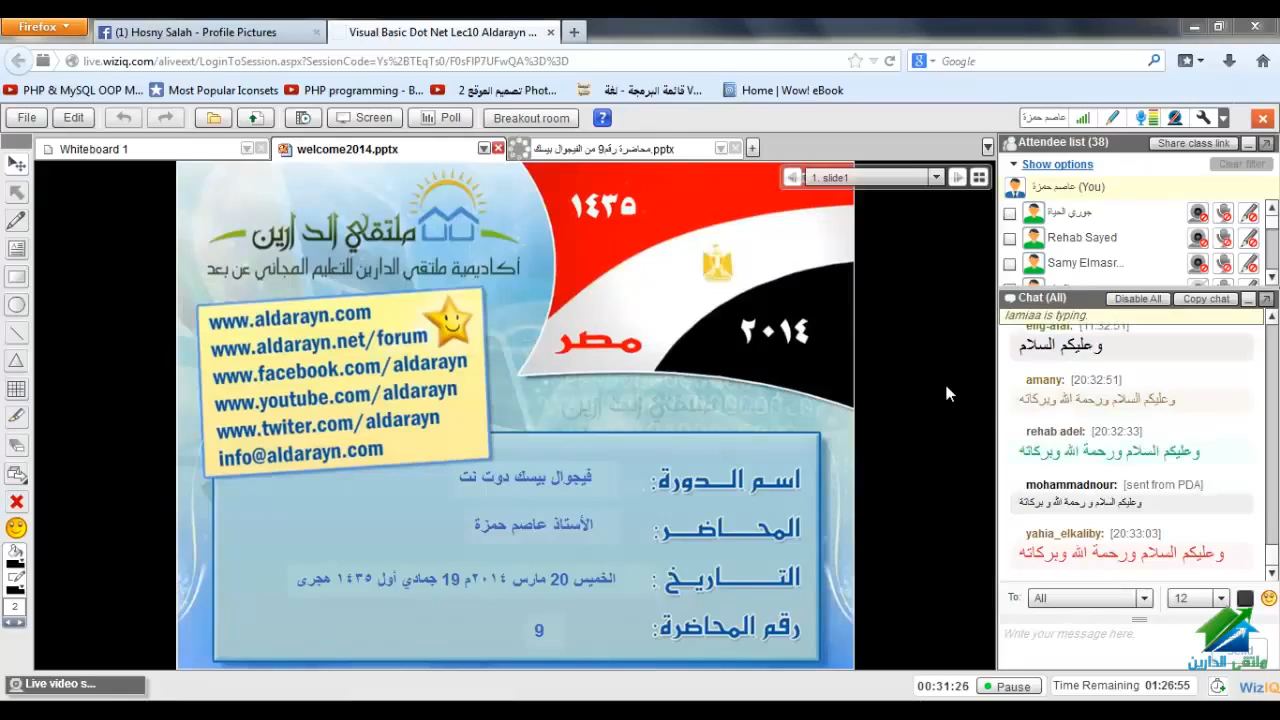 Firefox
(1) Hosny Salah - Profile Pictures
Visual Basic Dot Net Lec10 Aldarayn ...
live.wiziq.com/aliveext/LoginToSession.aspx?SessionCode=Ys%2BTEqTs0/F0sFIP7UFwQA%3D%3D
Google
PHP & MySQL OOP M...
Most Popular Iconsets
PHP programming - B...
تصميم الموقع 2 Phot...
قائمة البرمجة - لغة V...
Home | Wow! eBook
File
Edit
Screen
Poll
Breakout room
عاصم حمزة
Whiteboard 1
welcome2014.pptx
محاضرة رقم9 من الفيجوال بيسك.pptx
1. slide1
Attendee list (38)
Share class link
Show options
Clear filter
عاصم حمزة (You)
جوري الحياة
Rehab Sayed
Samy Elmasr...
Chat (All)
Disable All
Copy chat
lamiaa is typing.
وعليكم السلام
amany: [20:32:51]
وعليكم السلام ورحمة الله وبركاته
rehab adel: [20:32:33]
وعليكم السلام ورحمة الله وبركاته
mohammadnour: [sent from PDA]
وعليكم السلام و رحمة الله و بركاتة
yahia_elkaliby: [20:33:03]
وعليكم السلام ورحمة الله وبركاته
To:
All
12
Write your message here.
Send
ملتقى الدارين
١٤٣٥
مصر
٢٠١٤
ملتقي الدارين
أكاديمية ملتقي الدارين للتعليم المجاني عن بعد
www.aldarayn.com
www.aldarayn.net/forum
www.facebook.com/aldarayn
www.youtube.com/aldarayn
www.twiter.com/aldarayn
info@aldarayn.com
اسم الدورة: فيجوال بيسك دوت نت
المحاضر: الأستاذ عاصم حمزة
التاريخ : الخميس 20 مارس ٢٠١٤م 19 جمادي أول ١٤٣٥ هجرى
رقم المحاضرة: 9
2
Live video s...
00:31:26
Pause
Time Remaining 01:26:55
WizIQ